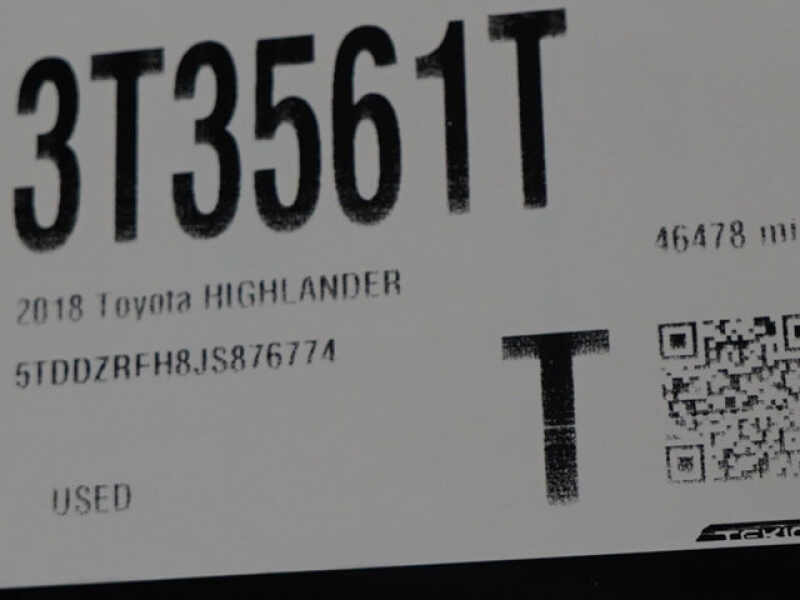 3T3561T
46478 mi
2018 Toyota HIGHLANDER
5TDDZRFH8JS876774
T
USED